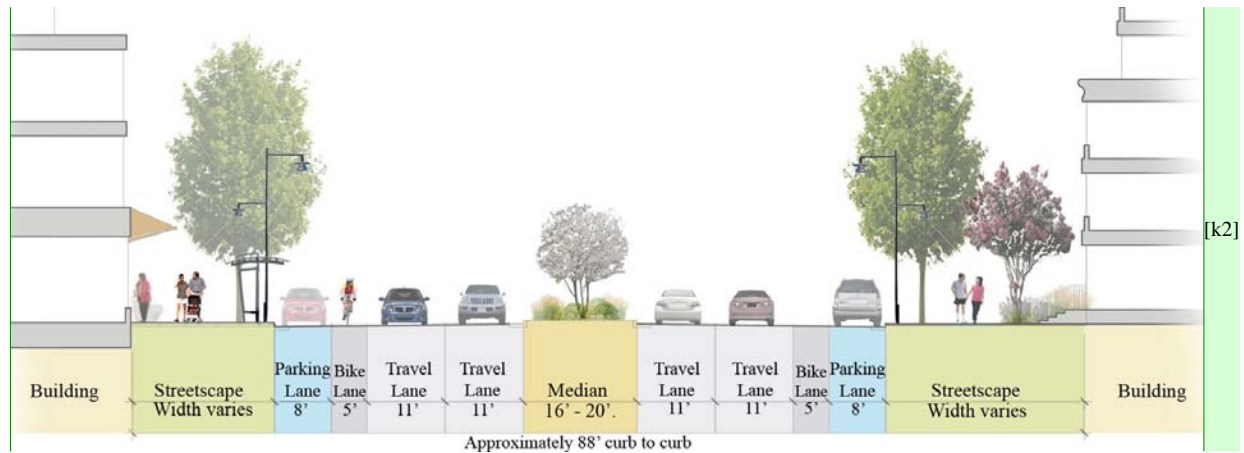 [k2]
Building
Streetscape
Width varies
Parking
Lane
8’
Bike
Lane
5’
Travel
Lane
11’
Travel
Lane
11’
Median
16’ - 20’.
Travel
Lane
11’
Travel
Lane
11’
Bike
Lane
5’
Parking
Lane
8’
Streetscape
Width varies
Building
Approximately 88’ curb to curb